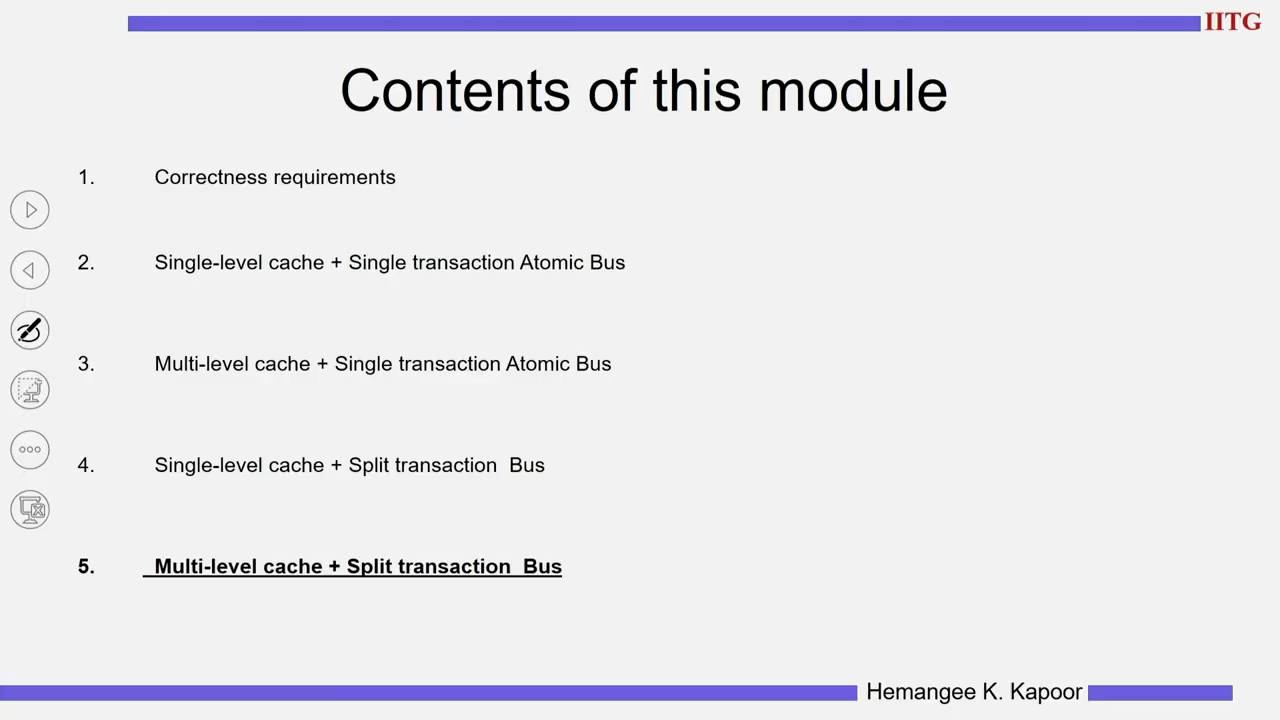 IITG
Contents of this module
1. Correctness requirements
2. Single-level cache + Single transaction Atomic Bus
3. Multi-level cache + Single transaction Atomic Bus
4. Single-level cache + Split transaction  Bus
5. Multi-level cache + Split transaction  Bus
Hemangee K. Kapoor